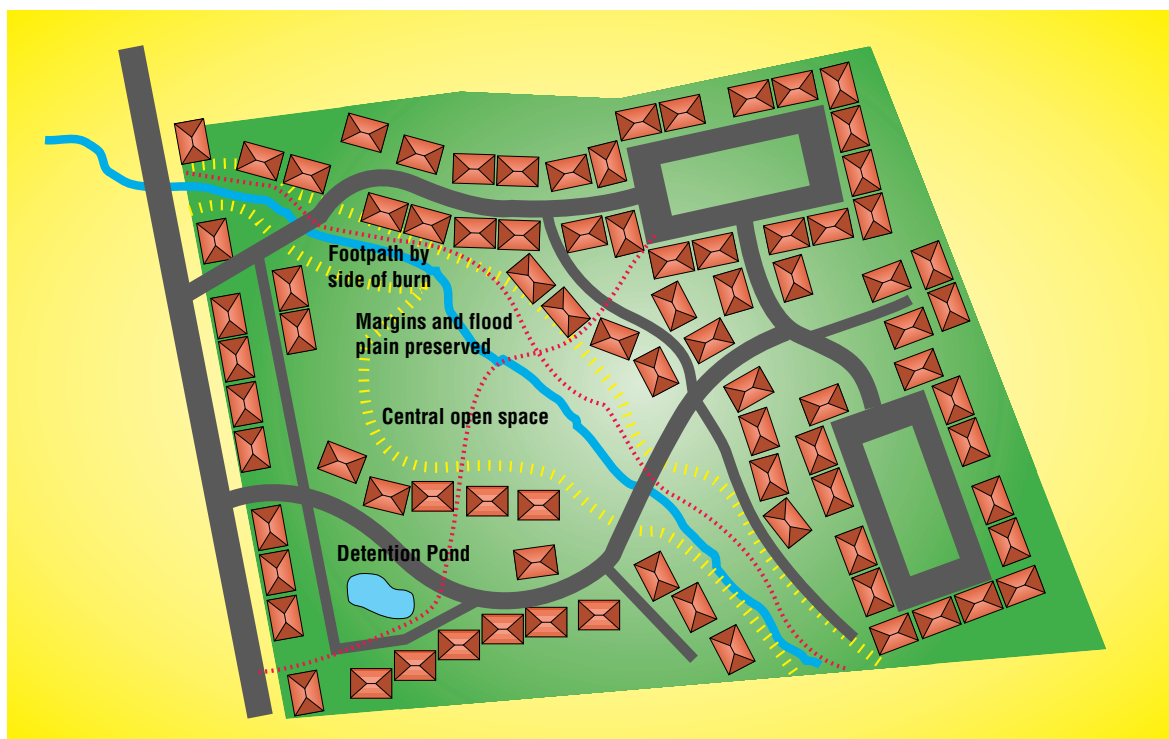 Footpath by
side of burn
Margins and flood
plain preserved
Central open space
Detention Pond